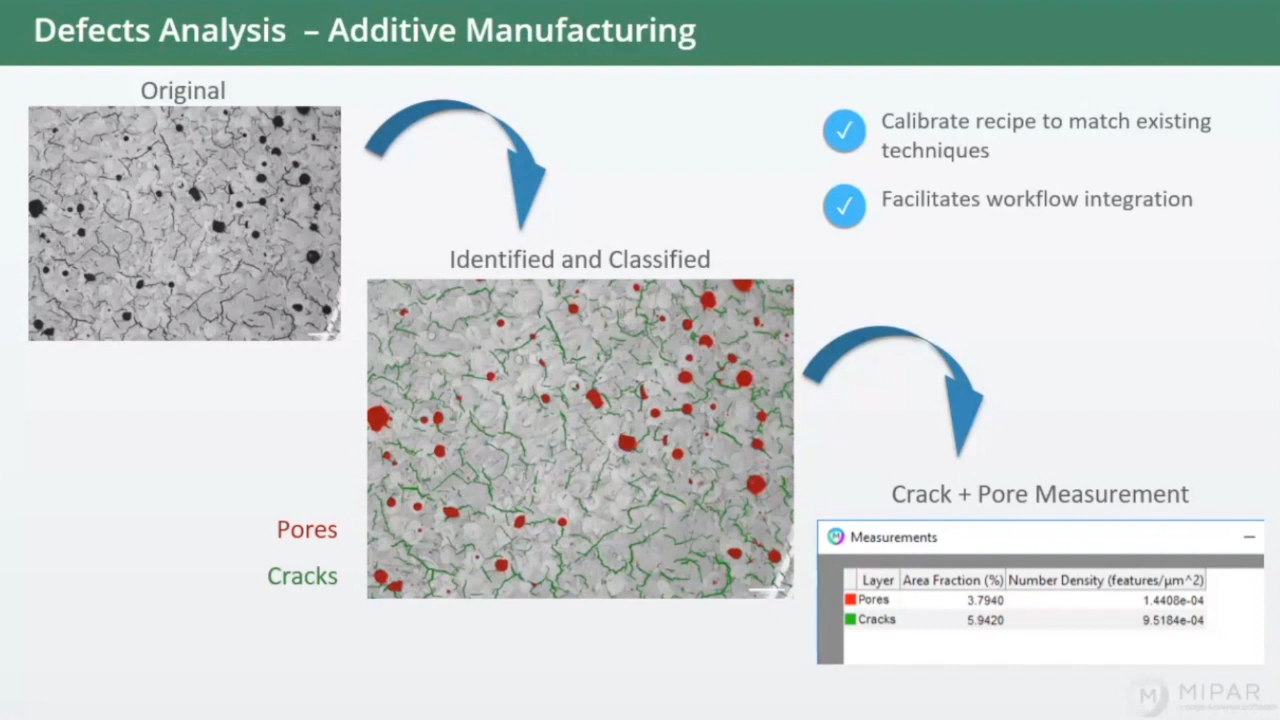 Defects Analysis – Additive Manufacturing
Original
Calibrate recipe to match existing
techniques
Facilitates workflow integration
Identified and Classified
Pores
Cracks
Crack + Pore Measurement
Measurements
Layer Area Fraction (%) Number Density (features/µm^2)
Pores 3.7940 1.4408e-04
Cracks 5.9420 9.5184e-04
MIPAR